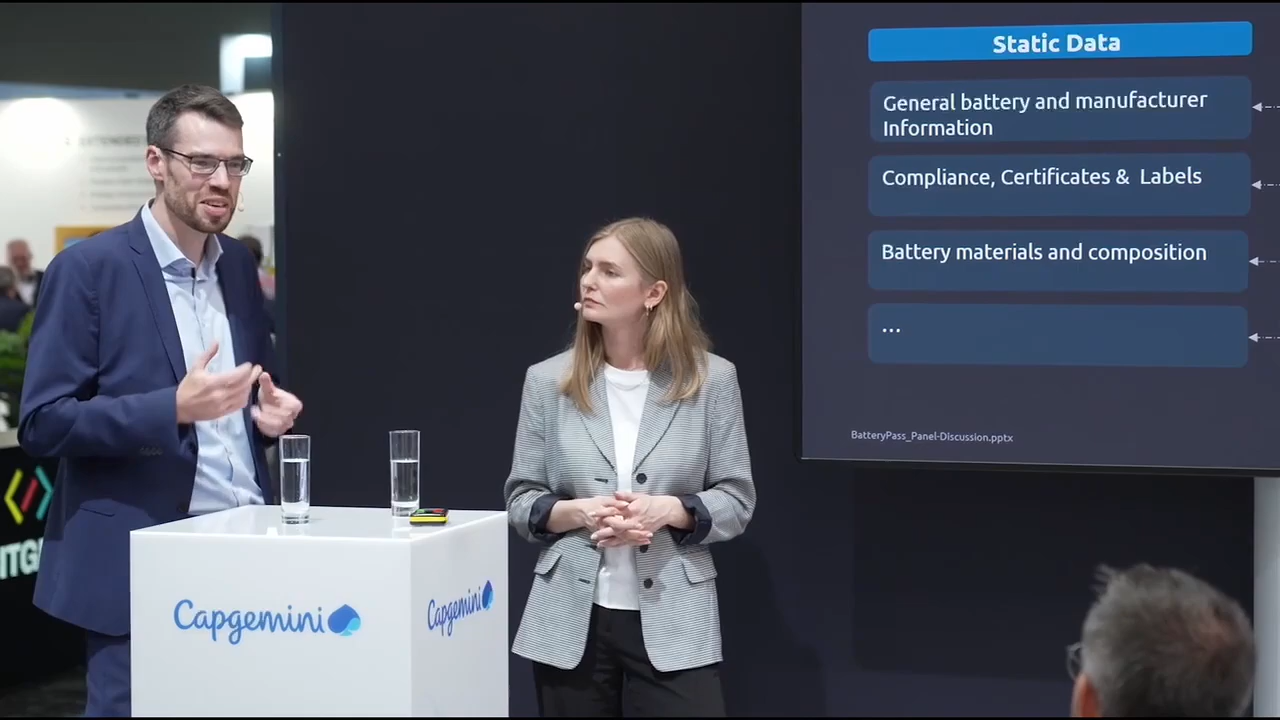 Static Data
General battery and manufacturer
Information
Compliance, Certificates & Labels
Battery materials and composition
...
BatteryPass_Panel-Discussion.pptx
Capgemini
Capgemini